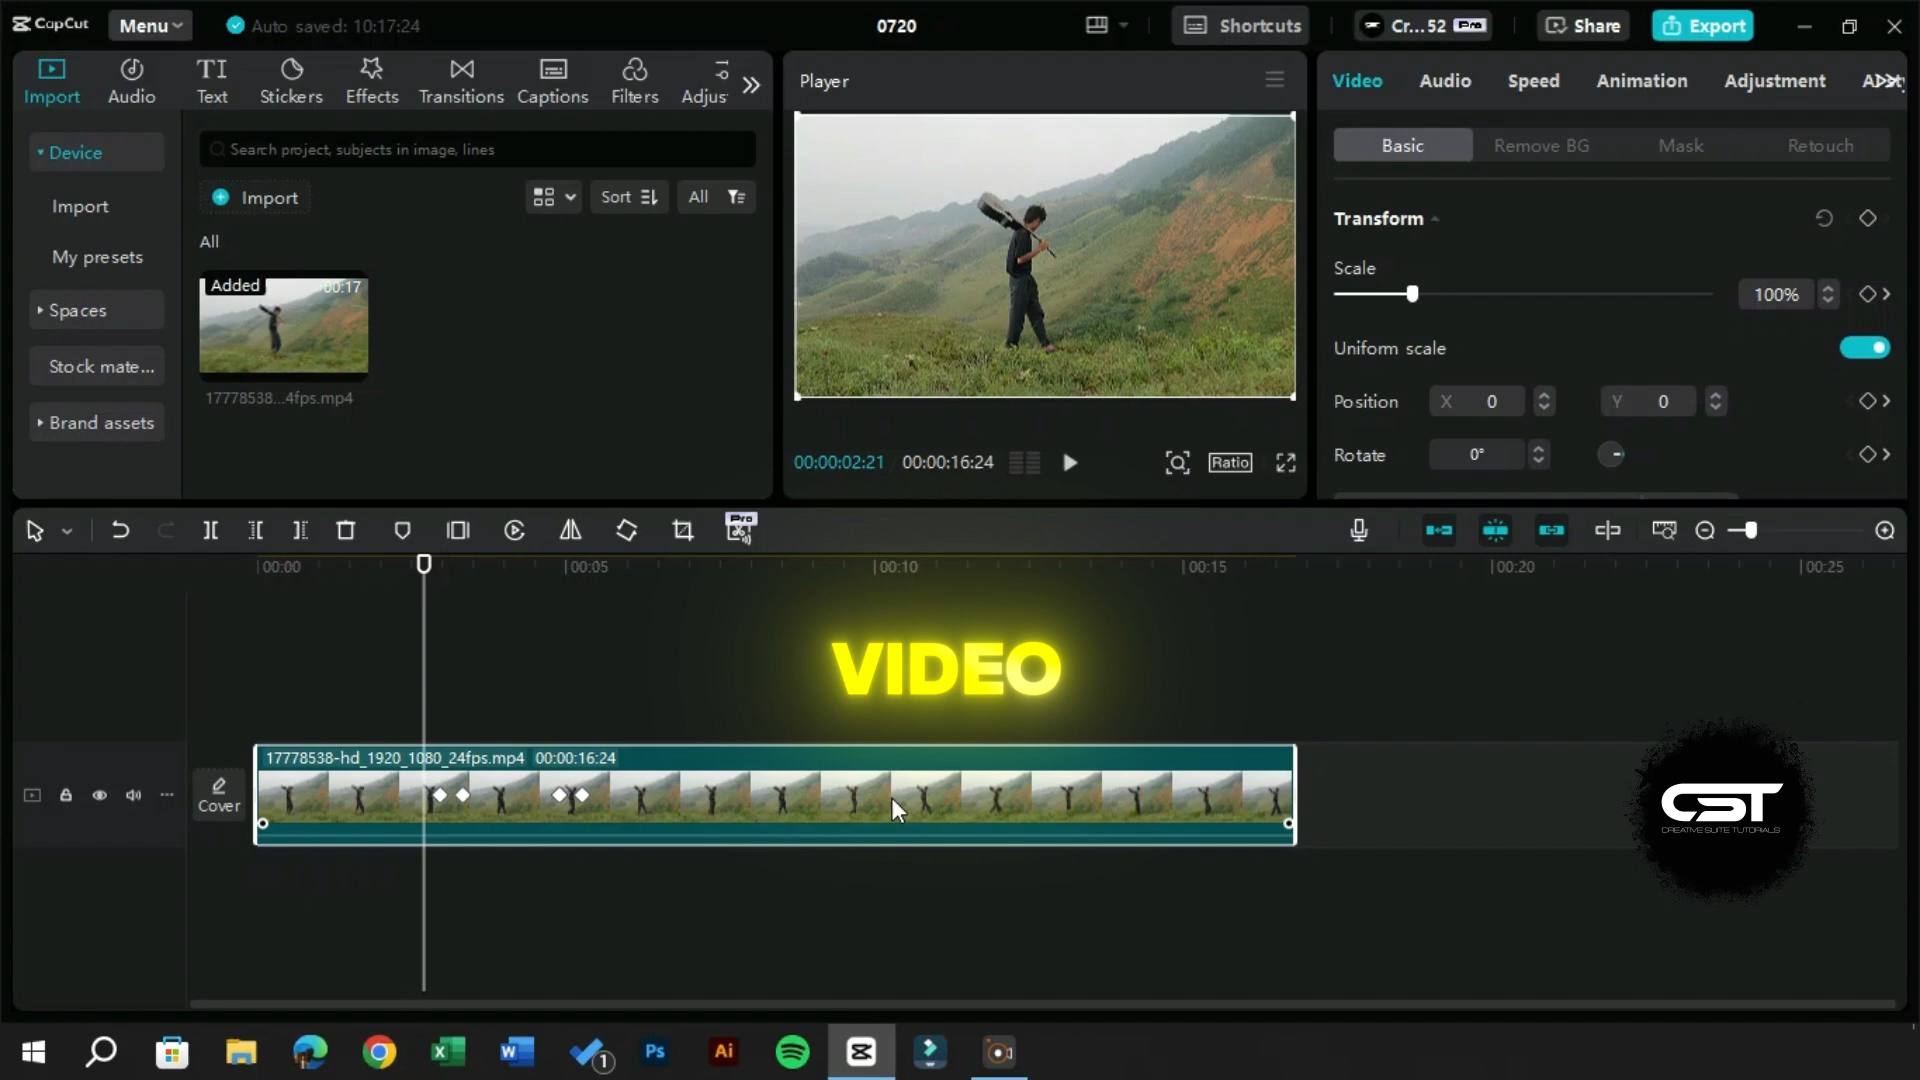 CapCut
Menu
Auto saved: 10:17:24
0720
Shortcuts
Cr...52
Pro
Share
Export
Import
Audio
TI
Text
Stickers
Effects
Transitions
Captions
Filters
Adjus
Player
Video
Audio
Speed
Animation
Adjustment
Device
Import
My presets
Spaces
Stock mate...
Brand assets
Search project, subjects in image, lines
Import
Sort
All
All
Added
00:17
17778538...4fps.mp4
00:00:02:21
00:00:16:24
Ratio
Basic
Remove BG
Mask
Retouch
Transform
Scale
100%
Uniform scale
Position
X 0
Y 0
Rotate
0°
Pro
00:00
00:05
00:10
00:15
00:20
00:25
VIDEO
17778538-hd_1920_1080_24fps.mp4 00:00:16:24
Cover
CST
CREATIVE SUITE TUTORIALS
1
Ps
Ai